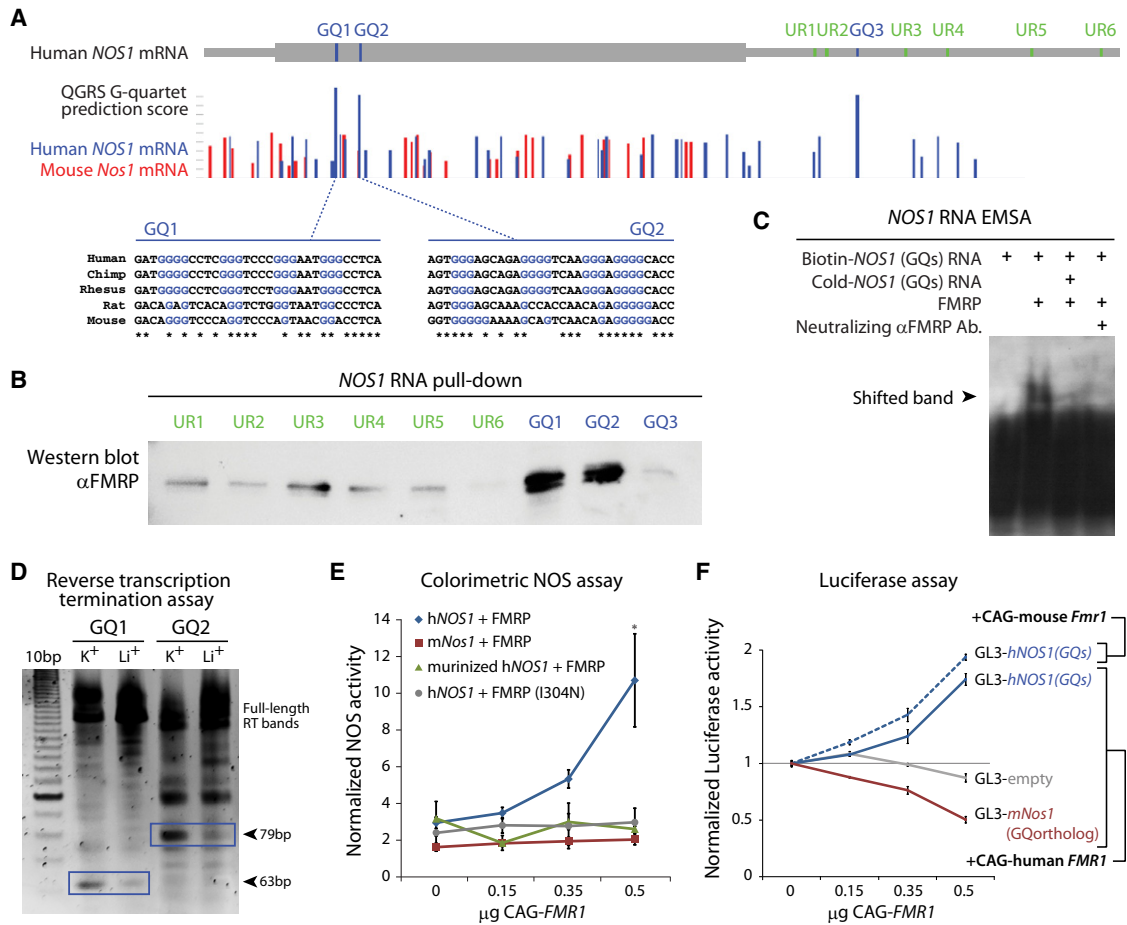 A
GQ1 GQ2 UR1 UR2 GQ3 UR3 UR4 UR5 UR6
Human NOS1 mRNA
QGRS G-quartet
prediction score
Human NOS1 mRNA
Mouse Nos1 mRNA
GQ1 GQ2
Human GATGGGGCCTCGGGTCCCGGGAATGGGCCTCA AGTGGGAGCAGAGGGGTCAAGGGAGGGGCACC
Chimp GATGGGGCCTCGGGTCCCGGGAATGGGCCTCA AGTGGGAGCAGAGGGGTCAAGGGAGGGGCACC
Rhesus GATGGGGCCTCGGGTCCTGGGAATGGGCCTCA AGTGGGAGCAGAGGGGTCAAGGGAGGGGCACC
Rat GACAGAGTCACAGGTCTGGGTAATGGCCCTCA AGTGGGAGCAAAGCCACCAACAGAGGGGGACC
Mouse GACAGGGTCCCAGGTCCCAGTAACGGACCTCA GGTGGGGGAAAAGCAGTCAACAGAGGGGGACC
B
NOS1 RNA pull-down
UR1 UR2 UR3 UR4 UR5 UR6 GQ1 GQ2 GQ3
Western blot
αFMRP
C
NOS1 RNA EMSA
Biotin-NOS1 (GQs) RNA + + + +
Cold-NOS1 (GQs) RNA +
FMRP + + +
Neutralizing αFMRP Ab. +
Shifted band
D
Reverse transcription
termination assay
GQ1 GQ2
10bp K+ Li+ K+ Li+
Full-length
RT bands
79bp
63bp
E
Colorimetric NOS assay
Normalized NOS activity
14
12
10
8
6
4
2
0
hNOS1 + FMRP
mNos1 + FMRP
murinized hNOS1 + FMRP
hNOS1 + FMRP (I304N)
*
0 0.15 0.35 0.5
μg CAG-FMR1
F
Luciferase assay
Normalized Luciferase activity
2
1.5
1
0.5
0
+CAG-mouse Fmr1
GL3-hNOS1(GQs)
GL3-hNOS1(GQs)
GL3-empty
GL3-mNos1
(GQortholog)
+CAG-human FMR1
0 0.15 0.35 0.5
μg CAG-FMR1